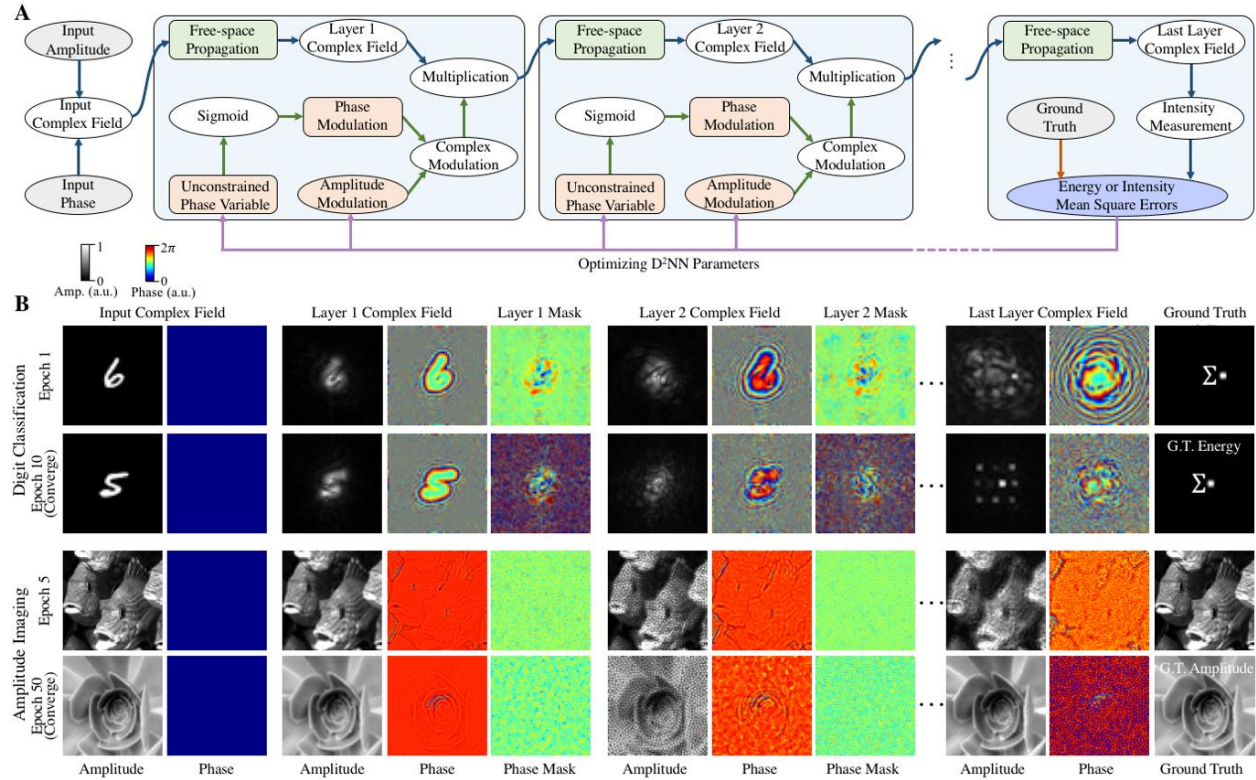 A
Input
Amplitude
Input
Complex Field
Input
Phase
Free-space
Propagation
Layer 1
Complex Field
Multiplication
Sigmoid
Phase
Modulation
Complex
Modulation
Unconstrained
Phase Variable
Amplitude
Modulation
Free-space
Propagation
Layer 2
Complex Field
Multiplication
Sigmoid
Phase
Modulation
Complex
Modulation
Unconstrained
Phase Variable
Amplitude
Modulation
...
Free-space
Propagation
Last Layer
Complex Field
Ground
Truth
Intensity
Measurement
Energy or Intensity
Mean Square Errors
Optimizing D²NN Parameters
1
0
Amp. (a.u.)
2π
0
Phase (a.u.)
B
Input Complex Field
Layer 1 Complex Field
Layer 1 Mask
Layer 2 Complex Field
Layer 2 Mask
Last Layer Complex Field
Ground Truth
Digit Classification
Epoch 1
...
Σ
Epoch 10
(Converge)
...
G.T. Energy
Σ
Amplitude Imaging
Epoch 5
...
Epoch 50
(Converge)
...
G.T. Amplitude
Amplitude
Phase
Amplitude
Phase
Phase Mask
Amplitude
Phase
Phase Mask
Amplitude
Phase
Ground Truth